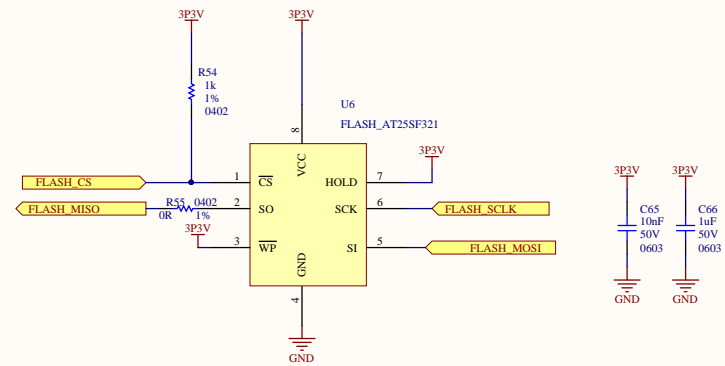 3P3V
3P3V
R54
1k
1%
0402
U6
FLASH_AT25SF321
8
VCC
3P3V
3P3V
3P3V
FLASH_CS
1
CS
HOLD
7
FLASH_MISO
R55
0402
0R
1%
2
SO
SCK
6
FLASH_SCLK
3P3V
3
WP
SI
5
FLASH_MOSI
GND
4
GND
C65
10nF
50V
0603
GND
C66
1uF
50V
0603
GND